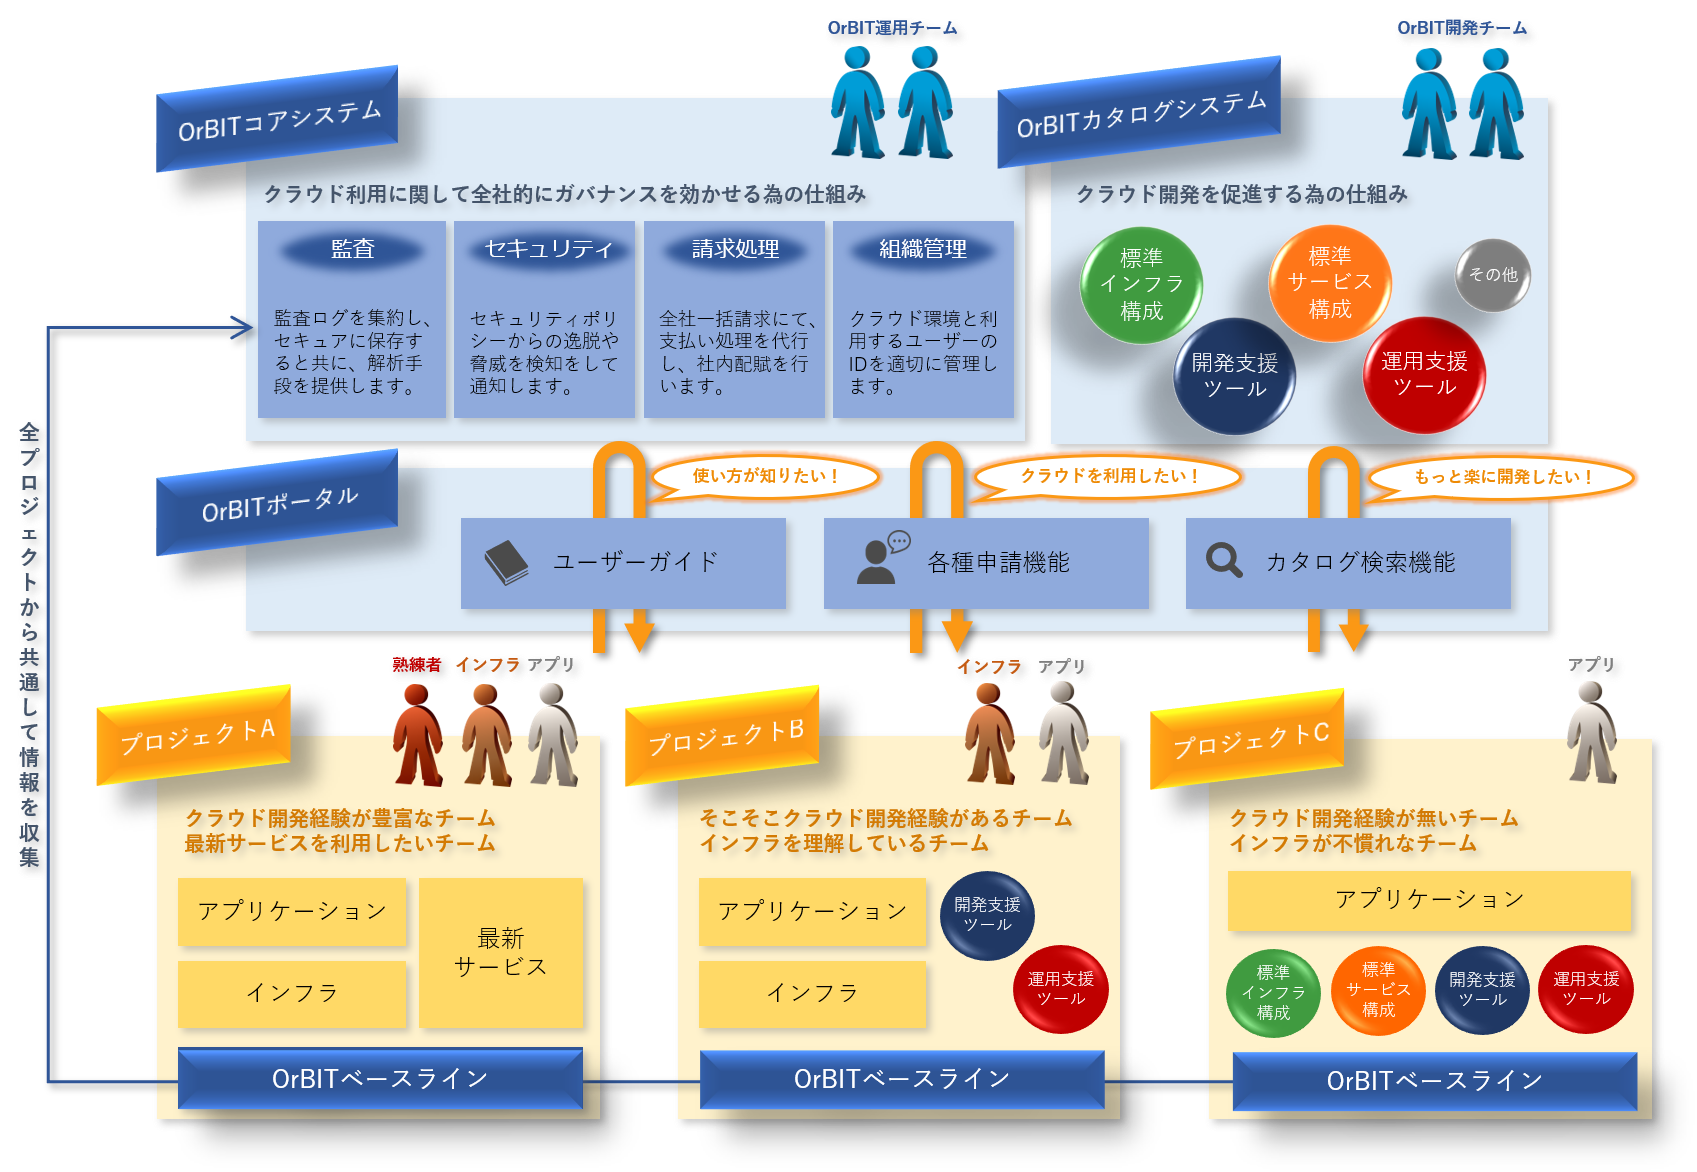 OrBIT運用チーム
OrBIT開発チーム
OrBITコアシステム
OrBITカタログシステム
クラウド利用に関して全社的にガバナンスを効かせる為の仕組み
クラウド開発を促進する為の仕組み
監査
監査ログを集約し、
セキュアに保存す
ると共に、解析手
段を提供します。
セキュリティ
セキュリティポリ
シーからの逸脱や
脅威を検知をして
通知します。
請求処理
全社一括請求にて、
支払い処理を代行
し、社内配賦を行
います。
組織管理
クラウド環境と利
用するユーザーの
IDを適切に管理し
ます。
標準
インフラ
構成
標準
サービス
構成
その他
開発支援
ツール
運用支援
ツール
全プロジェクトから共通して情報を収集
OrBITポータル
使い方が知りたい！
クラウドを利用したい！
もっと楽に開発したい！
ユーザーガイド
各種申請機能
カタログ検索機能
熟練者
インフラ
アプリ
インフラ
アプリ
アプリ
プロジェクトA
クラウド開発経験が豊富なチーム
最新サービスを利用したいチーム
アプリケーション
インフラ
最新
サービス
OrBITベースライン
プロジェクトB
そこそこクラウド開発経験があるチーム
インフラを理解しているチーム
アプリケーション
インフラ
開発支援
ツール
運用支援
ツール
OrBITベースライン
プロジェクトC
クラウド開発経験が無いチーム
インフラが不慣れなチーム
アプリケーション
標準
インフラ
構成
標準
サービス
構成
開発支援
ツール
運用支援
ツール
OrBITベースライン